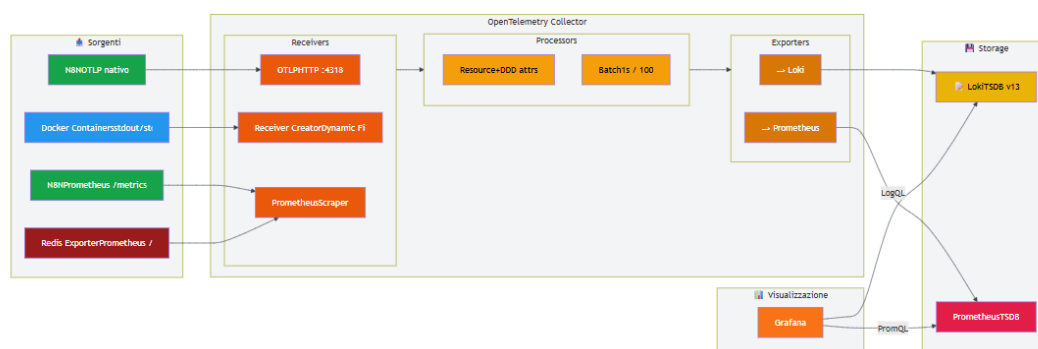 OpenTelemetry Collector
Sorgenti
Receivers
Processors
Exporters
Storage
N8NOTLP nativo
OTLPHTTP :4318
Resource+DDD attrs
Batch1s / 100
→ Loki
LokiTSDB v13
Docker Containersstdout/st
Receiver CreatorDynamic Fi
→ Prometheus
N8NPrometheus /metrics
PrometheusScraper
LogQL
Redis ExporterPrometheus /
Visualizzazione
Grafana
PromQL
PrometheusTSDB